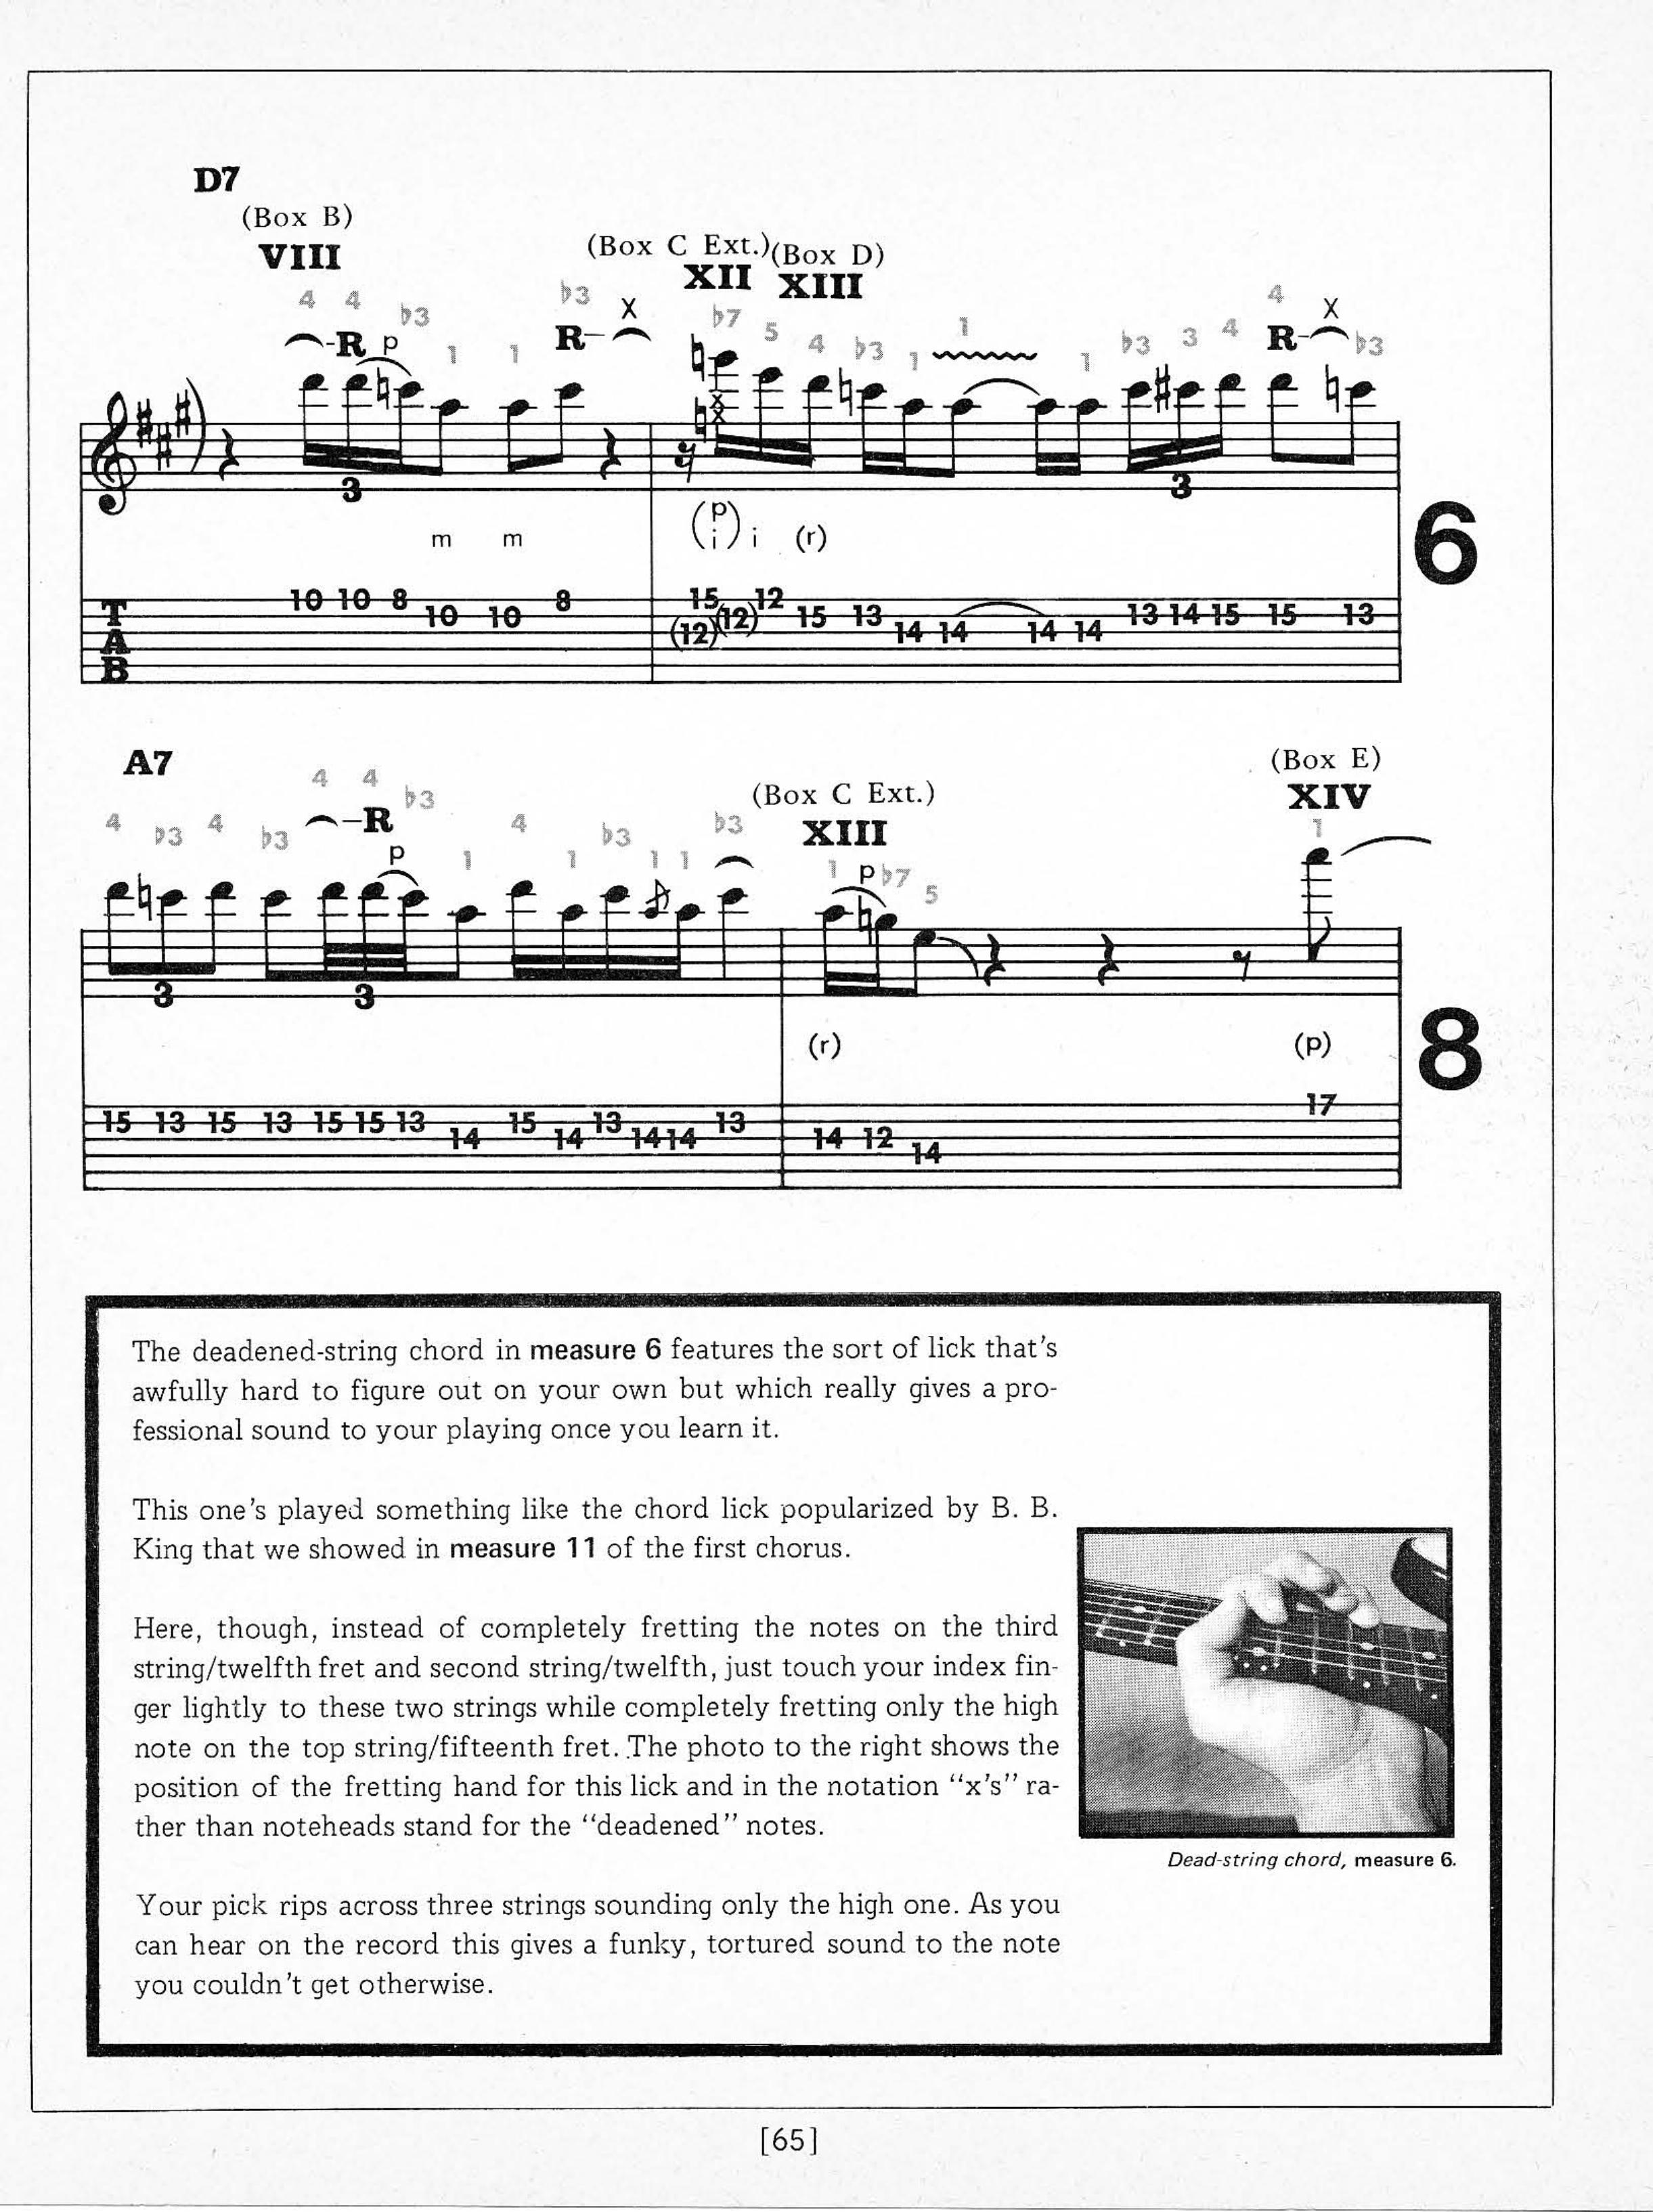 D7
(Box B)
VIII
(Box C Ext.)(Box D)
XII XIII
4 4 ♭3 1 1 ♭3 X ♭7 5 4 ♭3 1 1 1 ♭3 3 4 4 X ♭3
R p R R
3 3
m m (p i) i (r)
6
T
A
B
10 10 8 10 10 8 15 (12) (12) 12 15 13 14 14 14 14 13 14 15 15 13
A7
(Box C Ext.)
XIII
(Box E)
XIV
4 ♭3 4 ♭3 4 4 ♭3 1 4 1 ♭3 1 1 ♭3 1 p ♭7 5 1
R
p
3 3
(r) (p)
8
15 13 15 13 15 15 13 14 15 14 13 14 14 13 14 12 14 17
The deadened-string chord in measure 6 features the sort of lick that's
awfully hard to figure out on your own but which really gives a pro-
fessional sound to your playing once you learn it.
This one's played something like the chord lick popularized by B. B.
King that we showed in measure 11 of the first chorus.
Here, though, instead of completely fretting the notes on the third
string/twelfth fret and second string/twelfth, just touch your index fin-
ger lightly to these two strings while completely fretting only the high
note on the top string/fifteenth fret. The photo to the right shows the
position of the fretting hand for this lick and in the notation "x's" ra-
ther than noteheads stand for the "deadened" notes.
Your pick rips across three strings sounding only the high one. As you
can hear on the record this gives a funky, tortured sound to the note
you couldn't get otherwise.
Dead-string chord, measure 6.
[65]